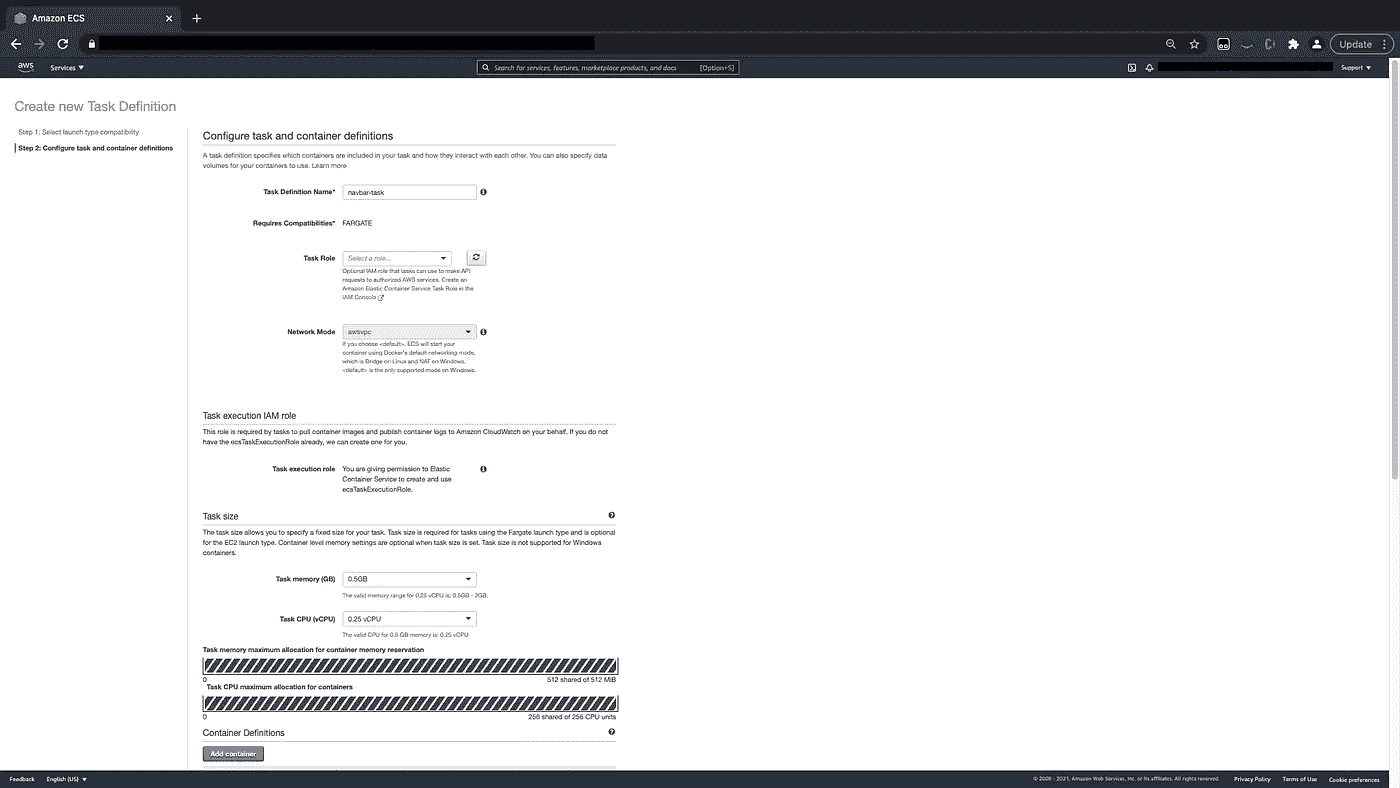 Amazon ECS
Update
aws
Services
Search for services, features, marketplace products, and docs
[Option+S]
Support
Create new Task Definition
Step 1: Select launch type compatibility
Step 2: Configure task and container definitions
Configure task and container definitions
A task definition specifies which containers are included in your task and how they interact with each other. You can also specify data
volumes for your containers to use. Learn more
Task Definition Name*
navbar-task
Requires Compatibilities*
FARGATE
Task Role
Select a role...
Optional IAM role that tasks can use to make API
requests to authorized AWS services. Create an
Amazon Elastic Container Service Task Role in the
IAM Console
Network Mode
awsvpc
If you choose <default>, ECS will start your
container using Docker's default networking mode,
which is Bridge on Linux and NAT on Windows.
<default> is the only supported mode on Windows.
Task execution IAM role
This role is required by tasks to pull container images and publish container logs to Amazon CloudWatch on your behalf. If you do not
have the ecsTaskExecutionRole already, we can create one for you.
Task execution role
You are giving permission to Elastic
Container Service to create and use
ecsTaskExecutionRole.
Task size
The task size allows you to specify a fixed size for your task. Task size is required for tasks using the Fargate launch type and is optional
for the EC2 launch type. Container level memory settings are optional when task size is set. Task size is not supported for Windows
containers.
Task memory (GB)
0.5GB
The valid memory range for 0.25 vCPU is: 0.5GB - 2GB.
Task CPU (vCPU)
0.25 vCPU
The valid CPU for 0.5 GB memory is: 0.25 vCPU
Task memory maximum allocation for container memory reservation
0
512 shared of 512 MiB
Task CPU maximum allocation for containers
0
256 shared of 256 CPU units
Container Definitions
Add container
Feedback
English (US)
© 2008 - 2021, Amazon Web Services, Inc. or its affiliates. All rights reserved.
Privacy Policy
Terms of Use
Cookie preferences